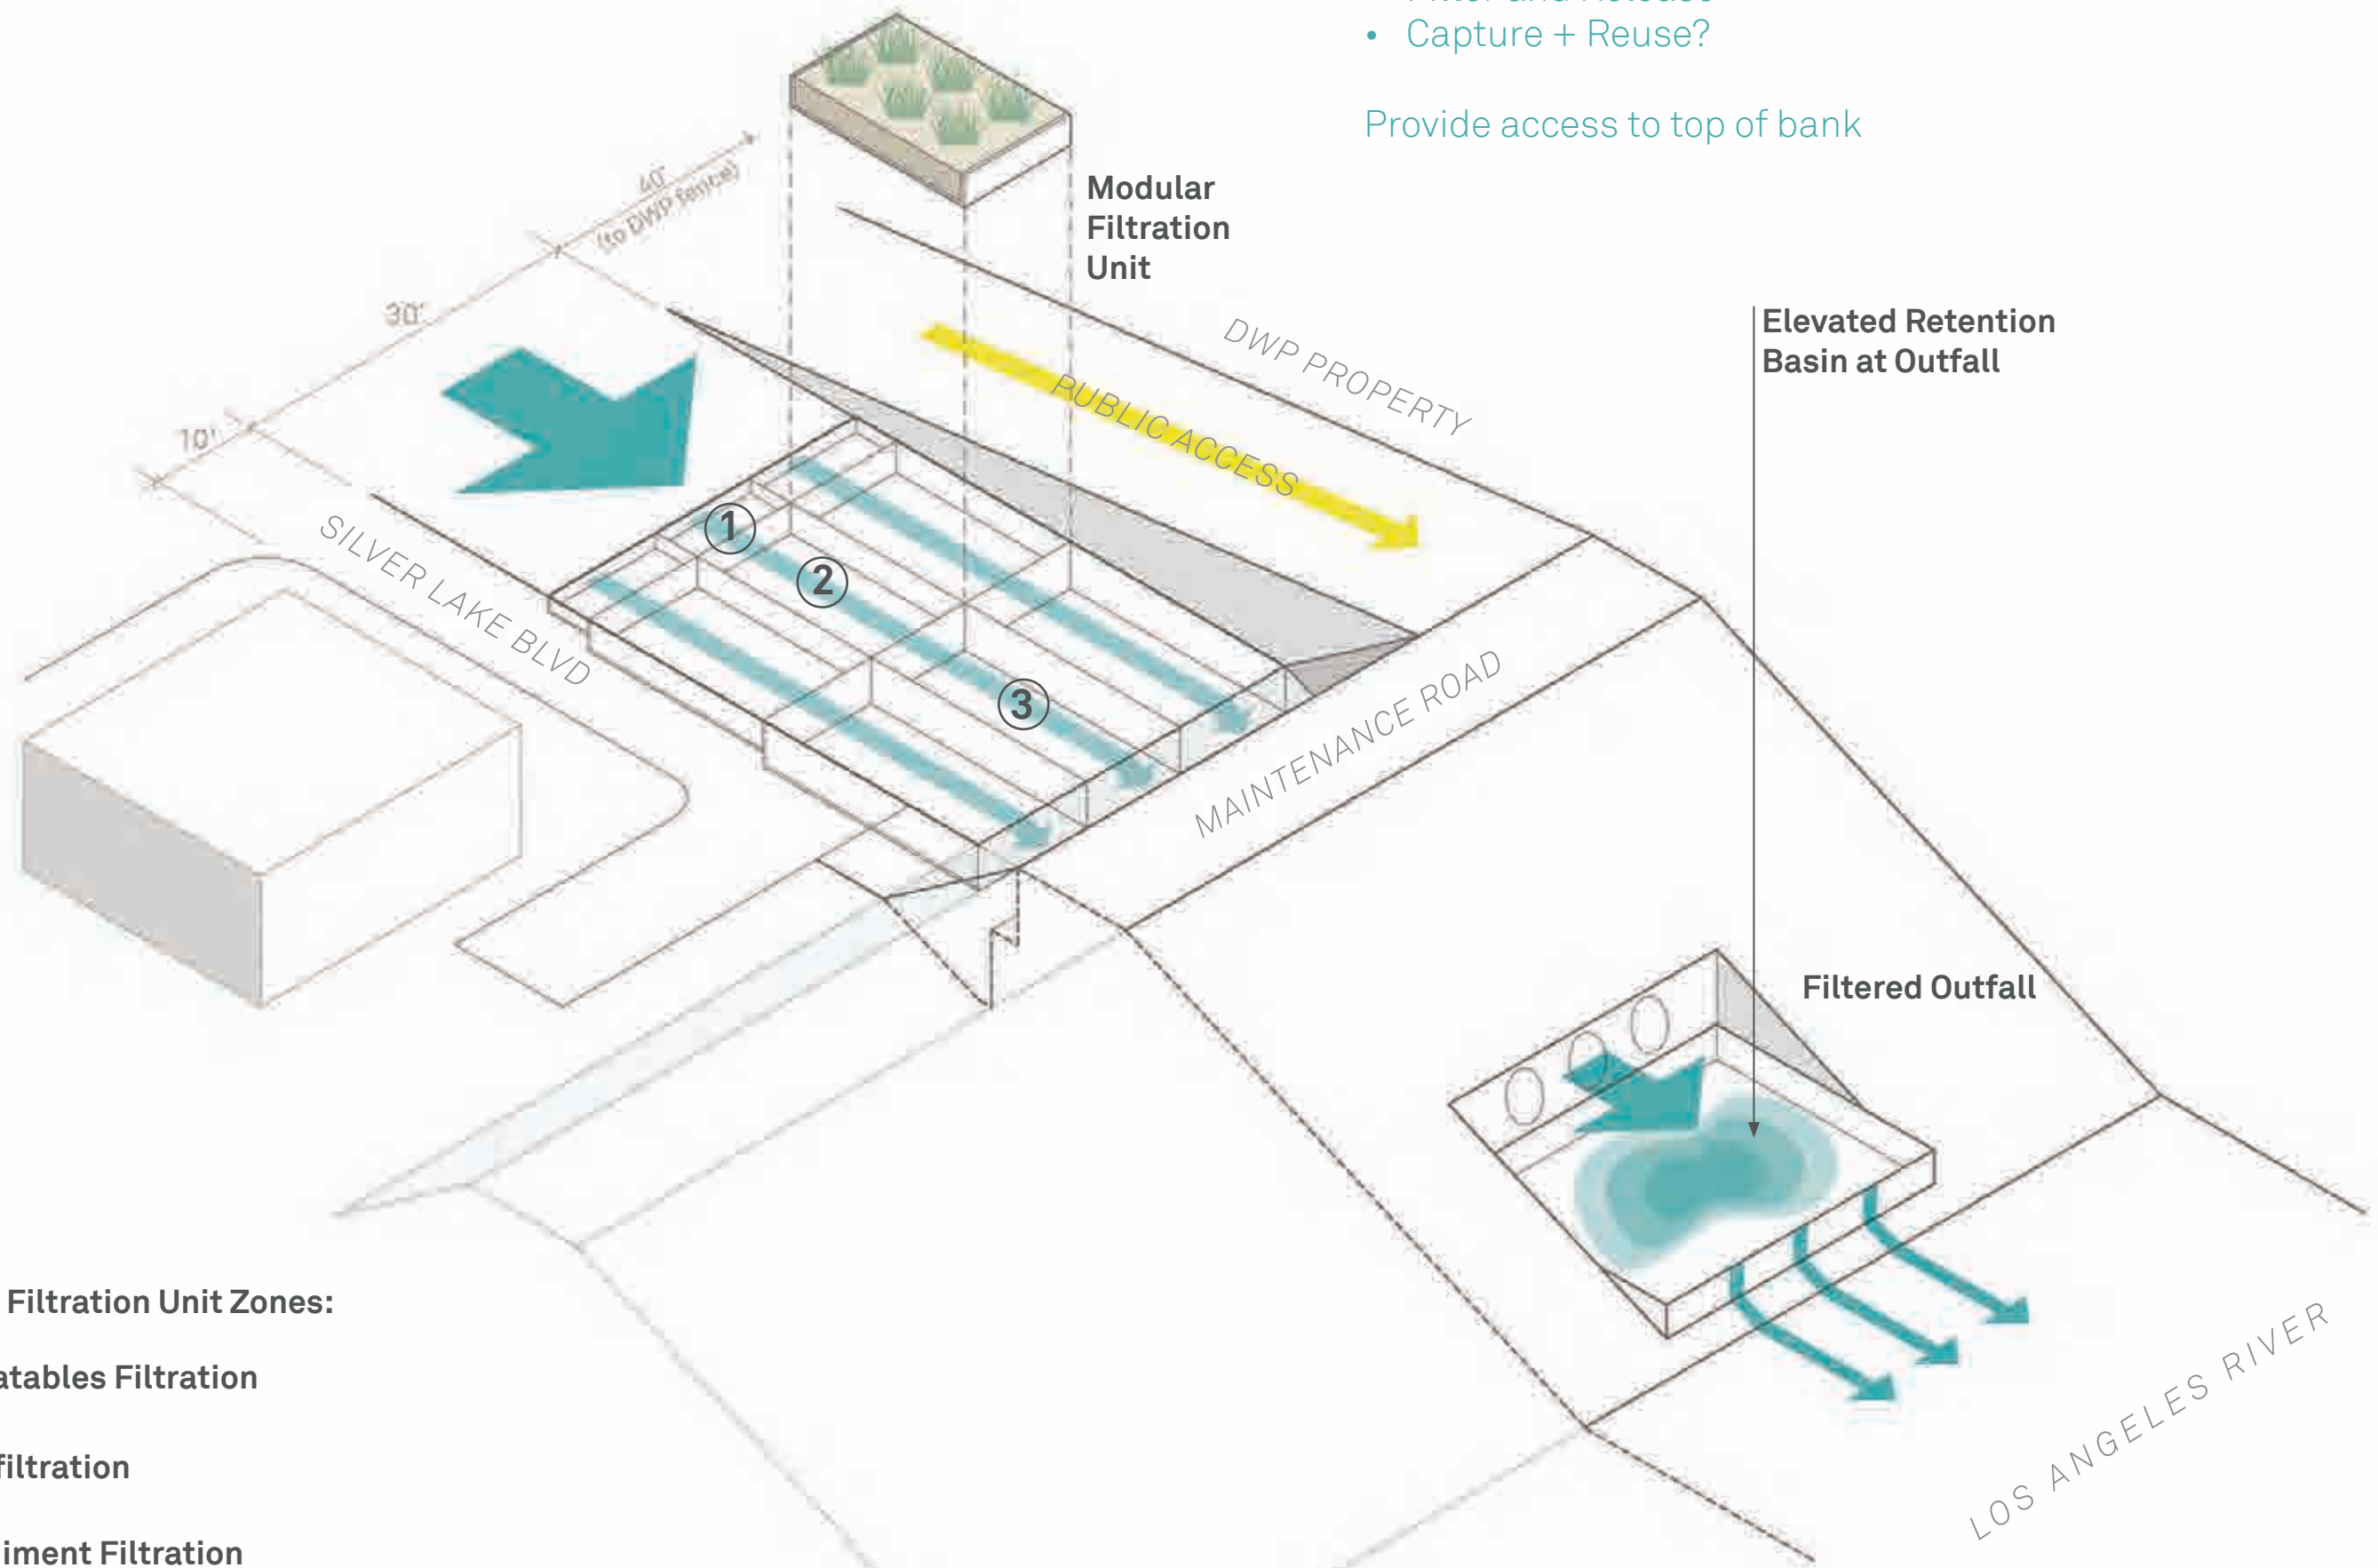 • Capture + Reuse?
Provide access to top of bank
40'
(to DWP fence)
Modular
Filtration
Unit
30'
10'
DWP PROPERTY
PUBLIC ACCESS
Elevated Retention
Basin at Outfall
SILVER LAKE BLVD
1
2
3
MAINTENANCE ROAD
Filtered Outfall
Filtration Unit Zones:
atables Filtration
filtration
iment Filtration
LOS ANGELES RIVER